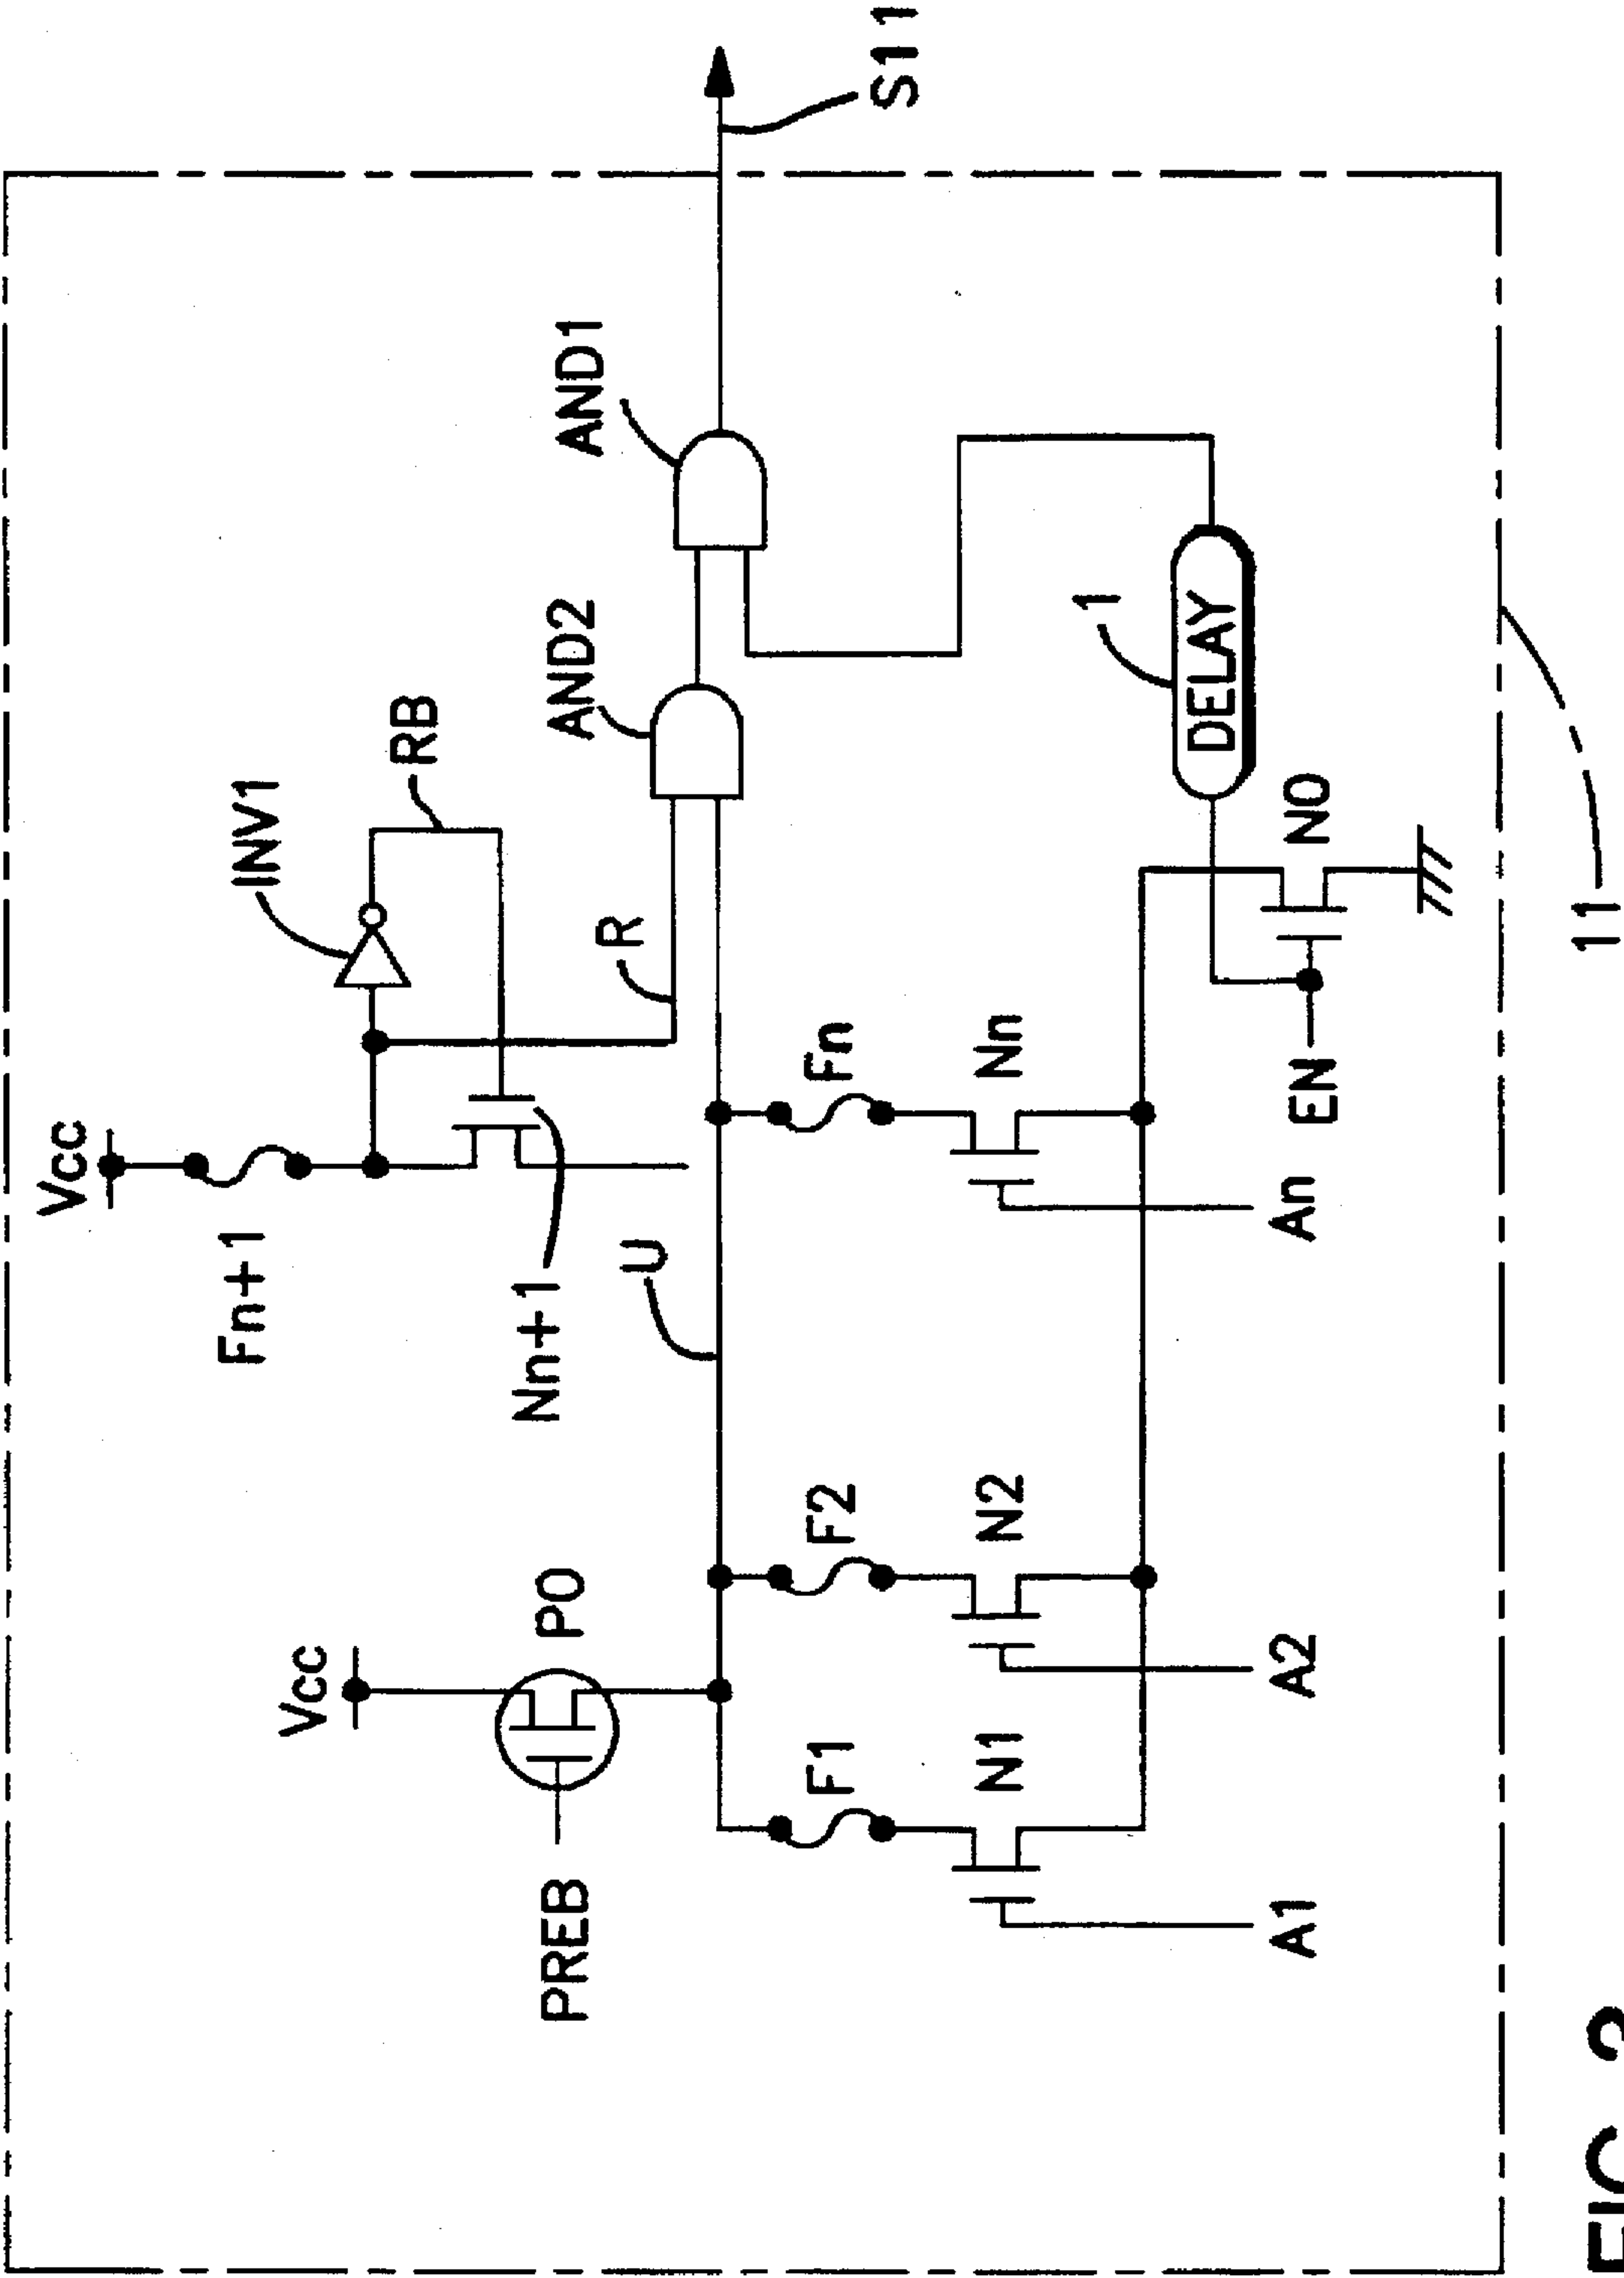 Vcc
Fn+1
INV1
RB
Nn+1
Vcc
PREB
P0
U
R
AND2
AND1
S11
F1
F2
Fn
N1
N2
Nn
A1
A2
An
EN
N0
DELAY
1
11